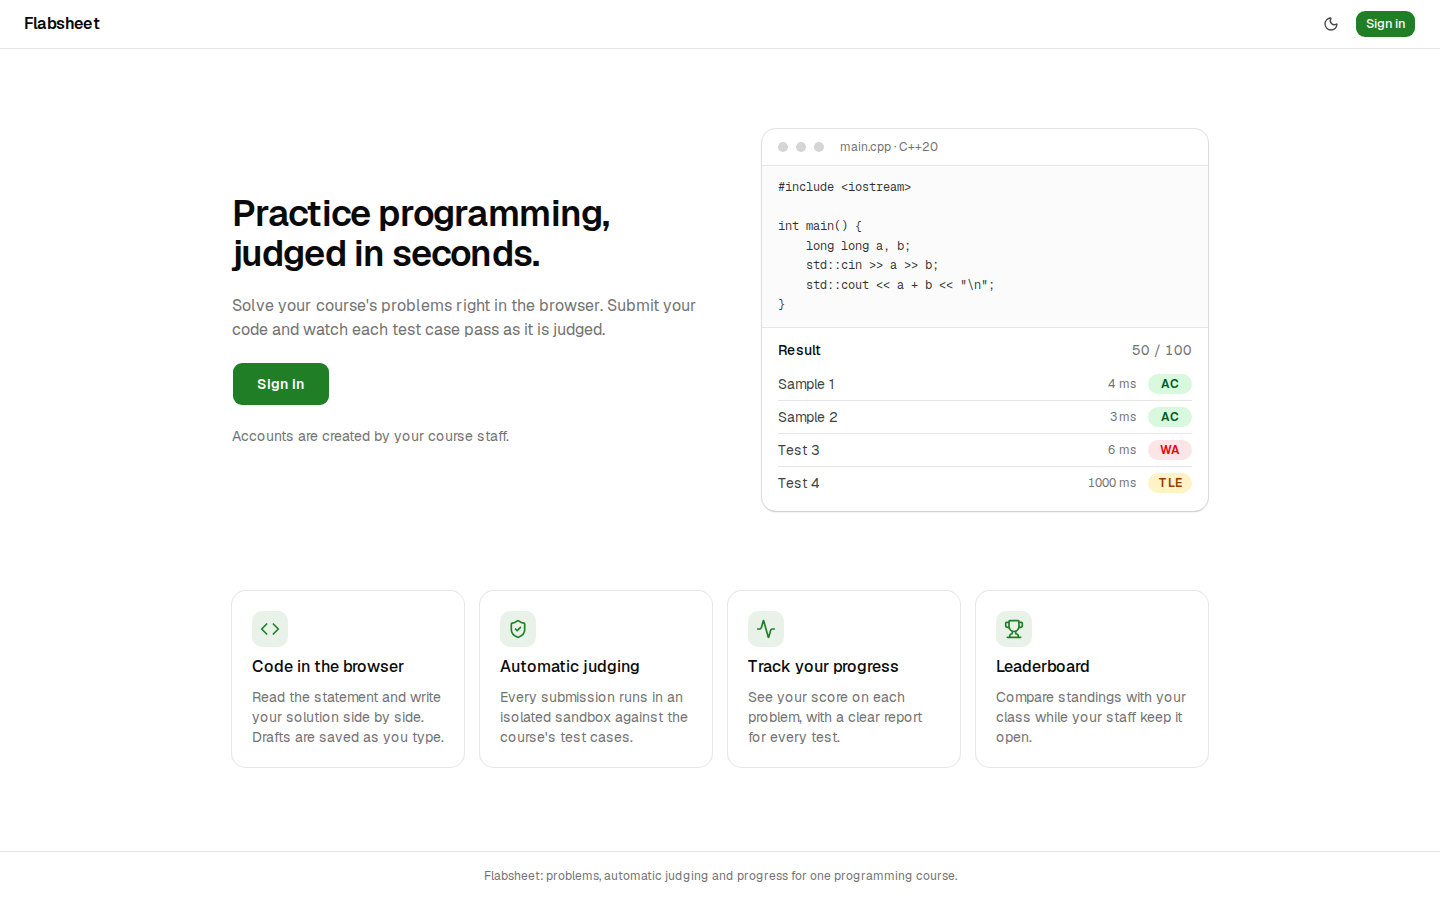 Flabsheet
Sign in
Practice programming,
judged in seconds.
Solve your course's problems right in the browser. Submit your
code and watch each test case pass as it is judged.
Sign in
Accounts are created by your course staff.
main.cpp · C++20
#include <iostream>
int main() {
    long long a, b;
    std::cin >> a >> b;
    std::cout << a + b << "\n";
}
Result 50 / 100
Sample 1 4 ms AC
Sample 2 3 ms AC
Test 3 6 ms WA
Test 4 1000 ms TLE
Code in the browser
Read the statement and write
your solution side by side.
Drafts are saved as you type.
Automatic judging
Every submission runs in an
isolated sandbox against the
course's test cases.
Track your progress
See your score on each
problem, with a clear report
for every test.
Leaderboard
Compare standings with your
class while your staff keep it
open.
Flabsheet: problems, automatic judging and progress for one programming course.